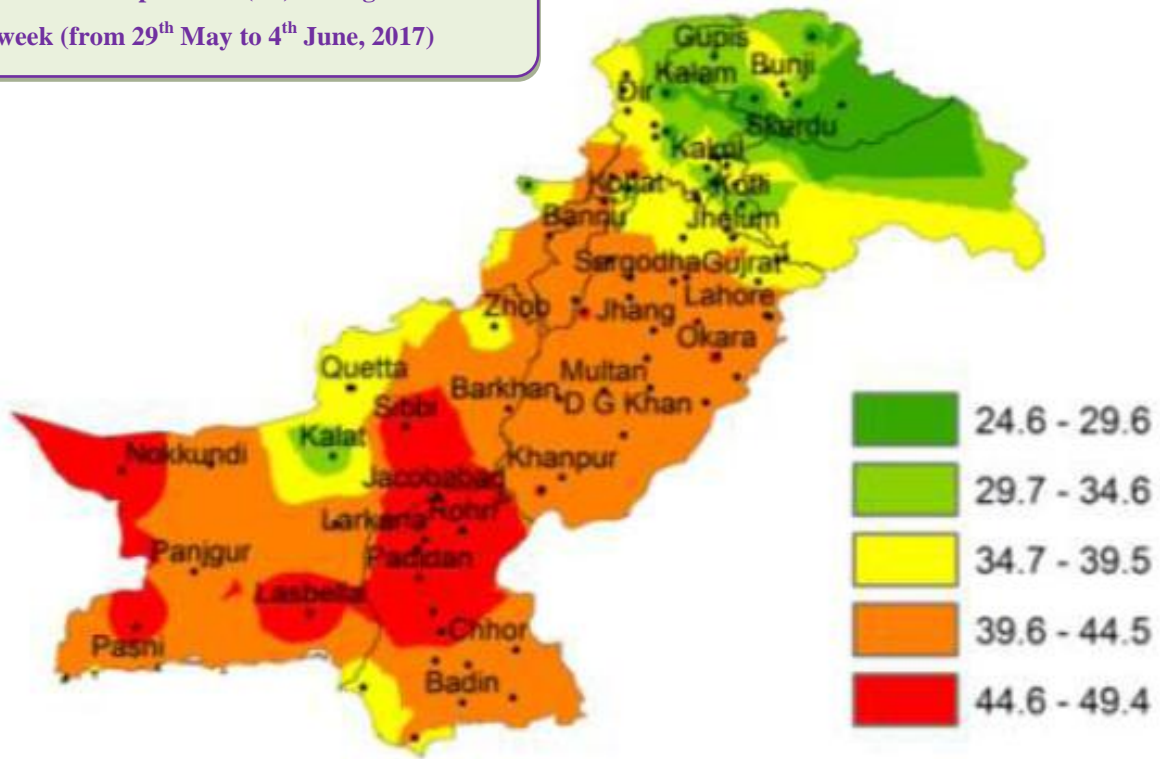 week (from 29th May to 4th June, 2017)
Gupis
Kalam
Bunji
Dir
Skardu
Kakul
Kohat
Kotli
Bannu
Jhelum
Sargodha
Gujrat
Zhob
Jhang
Lahore
Okara
Quetta
Barkhan
Multan
D G Khan
Sibbi
Kalat
Nokkundi
Khanpur
Jacobabad
Larkana
Rohri
Panjgur
Padidan
Lasbella
Pasni
Chhor
Badin
24.6 - 29.6
29.7 - 34.6
34.7 - 39.5
39.6 - 44.5
44.6 - 49.4